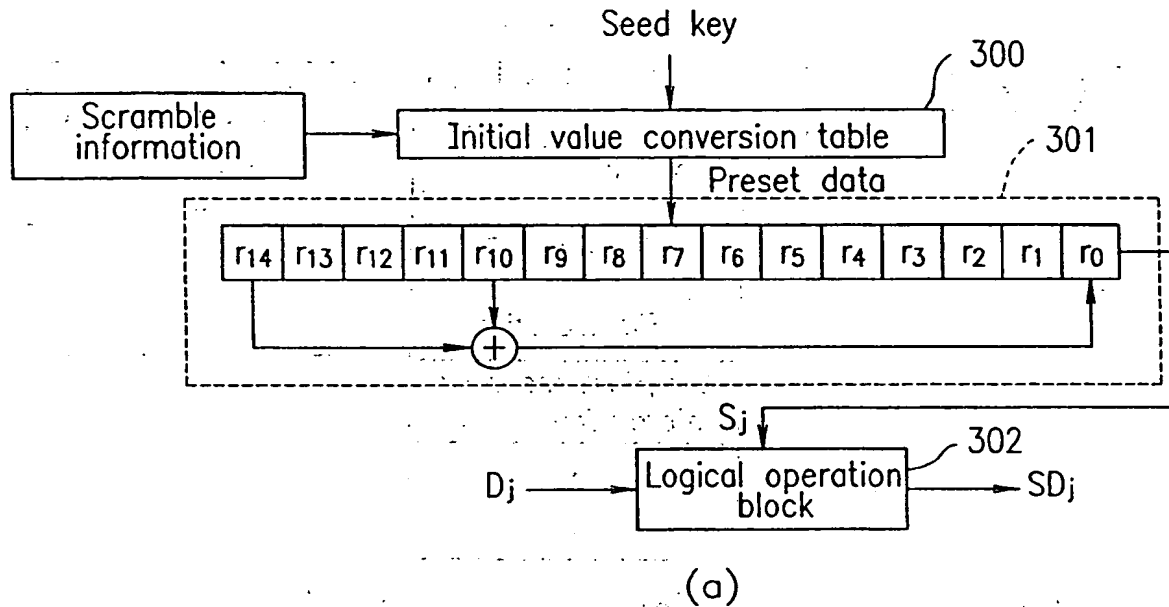 Seed key
300
Scramble
information
Initial value conversion table
301
Preset data
r14 r13 r12 r11 r10 r9 r8 r7 r6 r5 r4 r3 r2 r1 r0
+
Sj
302
Dj
Logical operation
block
SDj
(a)